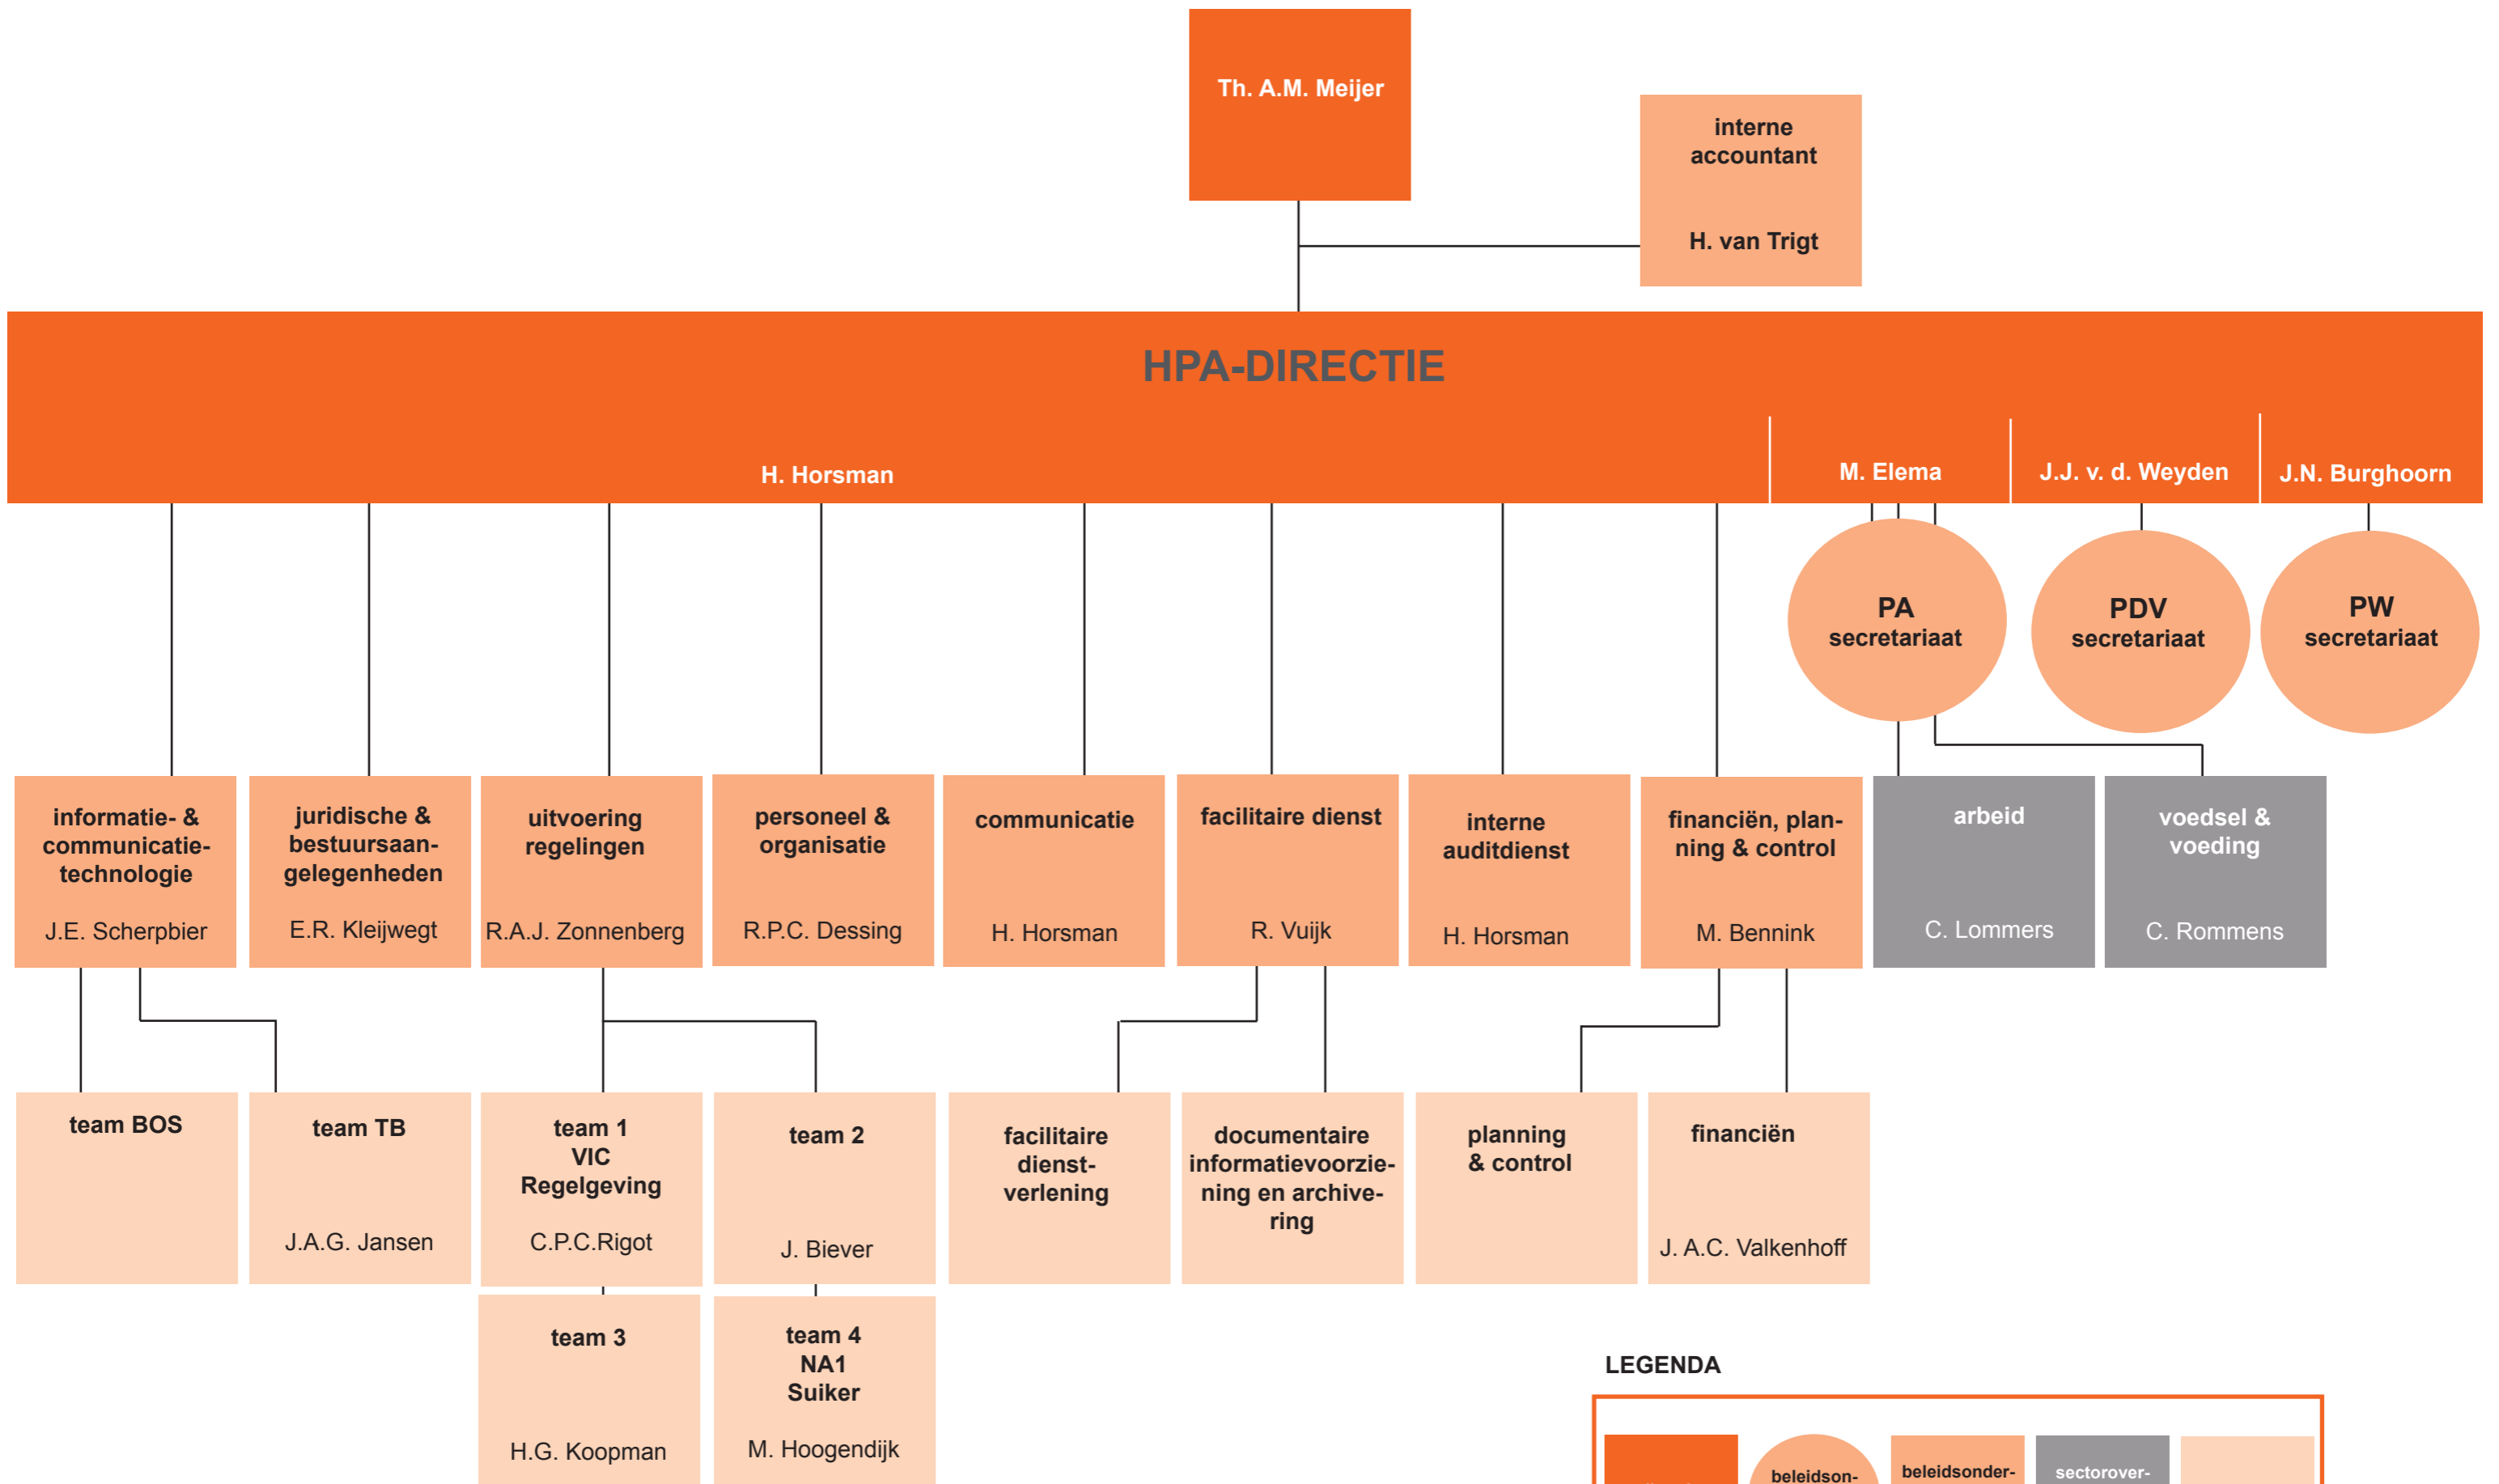 Th. A.M. Meijer
interne
accountant
H. van Trigt
HPA-DIRECTIE
H. Horsman
M. Elema
J.J. v. d. Weyden
J.N. Burghoorn
PA
secretariaat
PDV
secretariaat
PW
secretariaat
informatie- &
communicatie-
technologie
J.E. Scherpbier
juridische &
bestuursaan-
gelegenheden
E.R. Kleijwegt
uitvoering
regelingen
R.A.J. Zonnenberg
personeel &
organisatie
R.P.C. Dessing
communicatie
H. Horsman
facilitaire dienst
R. Vuijk
interne
auditdienst
H. Horsman
financiën, plan-
ning & control
M. Bennink
arbeid
C. Lommers
voedsel &
voeding
C. Rommens
team BOS
team TB
J.A.G. Jansen
team 1
VIC
Regelgeving
C.P.C.Rigot
team 2
J. Biever
facilitaire
dienst-
verlening
documentaire
informatievoorzie-
ning en archive-
ring
planning
& control
financiën
J. A.C. Valkenhoff
team 3
H.G. Koopman
team 4
NA1
Suiker
M. Hoogendijk
LEGENDA
beleidson-
beleidsonder-
sectorover-